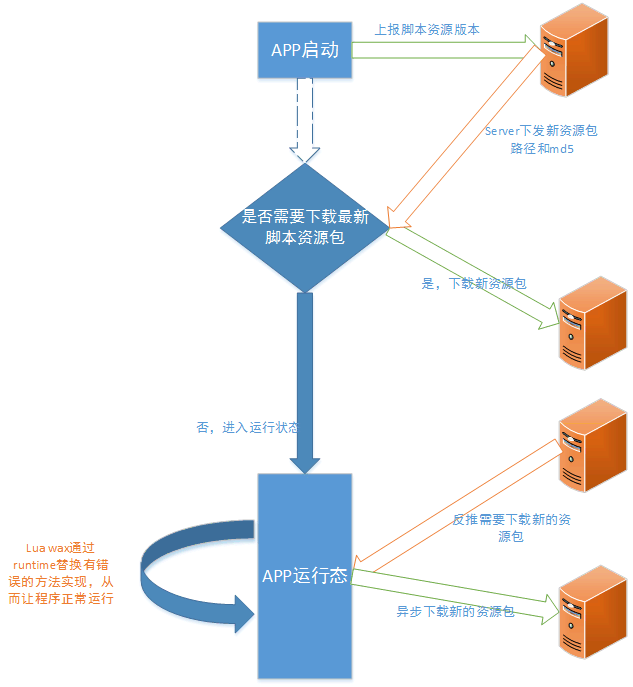 APP启动
上报脚本资源版本
Server下发新资源包
路径和md5
是否需要下载最新
脚本资源包
是，下载新资源包
否，进入运行状态
反推需要下载新的资
源包
Lua wax通过
runtime替换有错
误的方法实现，从
而让程序正常运行
APP运行态
异步下载新的资源包